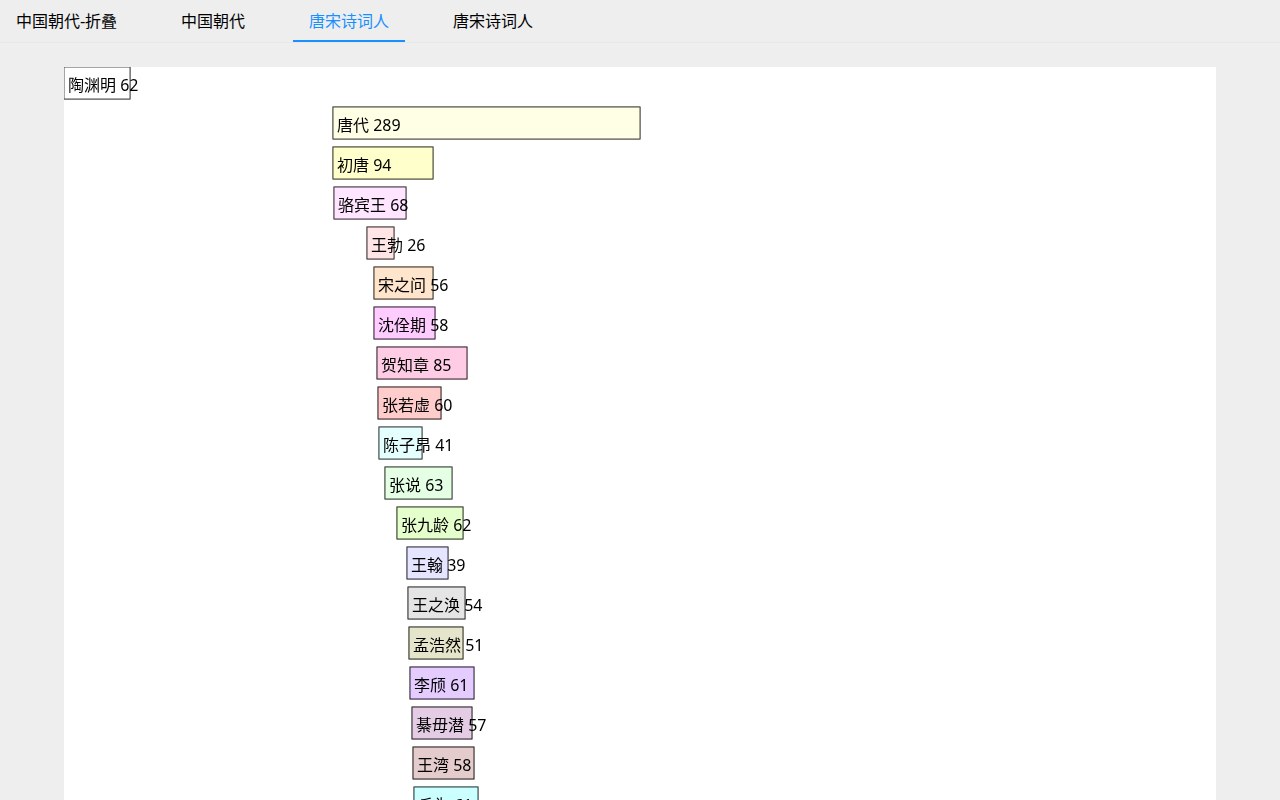 中国朝代-折叠 中国朝代 唐宋诗词人 唐宋诗词人
陶渊明 62
唐代 289
初唐 94
骆宾王 68
王勃 26
宋之问 56
沈佺期 58
贺知章 85
张若虚 60
陈子昂 41
张说 63
张九龄 62
王翰 39
王之涣 54
孟浩然 51
李颀 61
綦毋潜 57
王湾 58